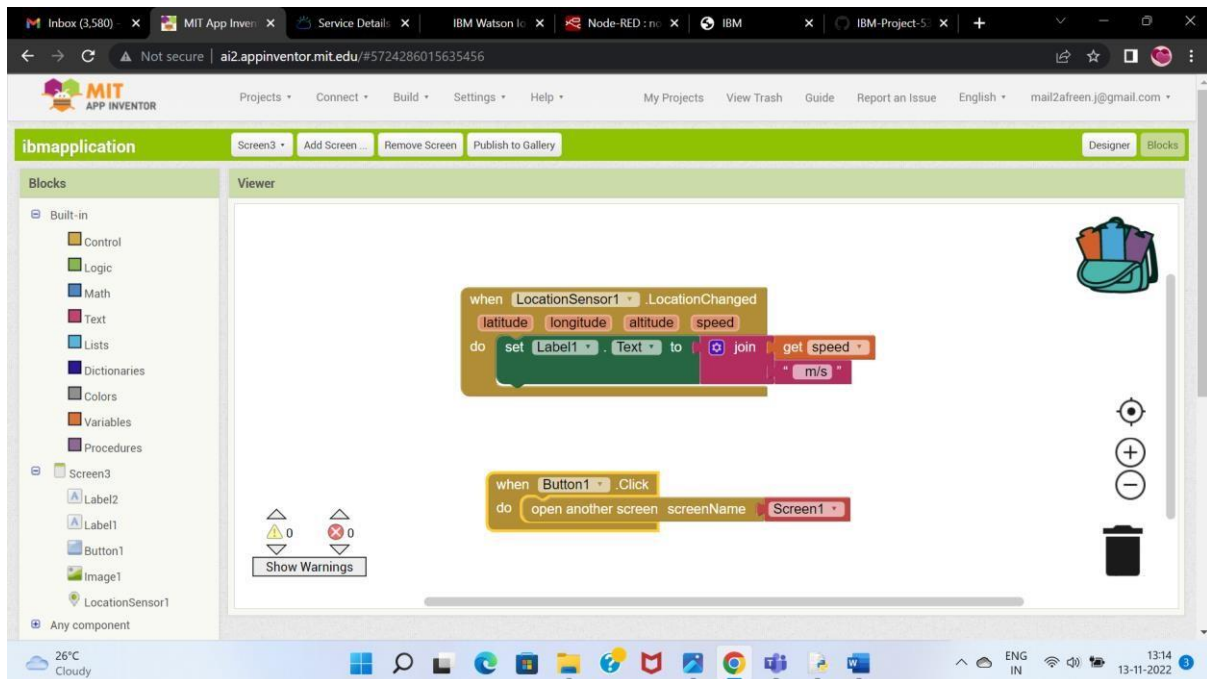 Inbox (3,580) -
MIT App Inven
Service Details
IBM Watson Io
Node-RED : no
IBM
IBM-Project-53
Not secure | ai2.appinventor.mit.edu/#5724286015635456
MIT
APP INVENTOR
Projects Connect Build Settings Help My Projects View Trash Guide Report an Issue English mail2afreen.j@gmail.com
ibmapplication Screen3 Add Screen ... Remove Screen Publish to Gallery Designer Blocks
Blocks Viewer
Built-in
Control
Logic
Math
Text
Lists
Dictionaries
Colors
Variables
Procedures
Screen3
Label2
Label1
Button1
Image1
LocationSensor1
Any component
when LocationSensor1 .LocationChanged
latitude longitude altitude speed
do set Label1 . Text to join get speed
" m/s "
when Button1 .Click
do open another screen screenName Screen1
0 0
Show Warnings
26°C
Cloudy
ENG
IN
13:14
13-11-2022
3